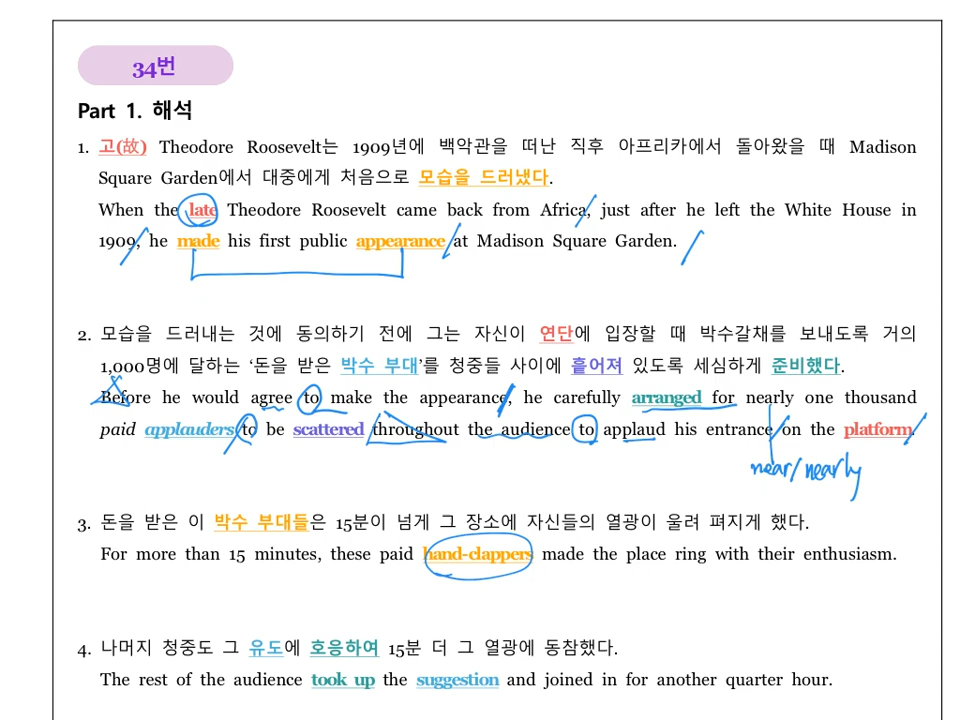 34번
Part 1. 해석
1. 고(故) Theodore Roosevelt는 1909년에 백악관을 떠난 직후 아프리카에서 돌아왔을 때 Madison
Square Garden에서 대중에게 처음으로 모습을 드러냈다.
When the late Theodore Roosevelt came back from Africa, just after he left the White House in
1909, he made his first public appearance at Madison Square Garden.
2. 모습을 드러내는 것에 동의하기 전에 그는 자신이 연단에 입장할 때 박수갈채를 보내도록 거의
1,000명에 달하는 ‘돈을 받은 박수 부대’를 청중들 사이에 흩어져 있도록 세심하게 준비했다.
Before he would agree to make the appearance, he carefully arranged for nearly one thousand
paid applauders to be scattered throughout the audience to applaud his entrance on the platform.
near/nearly
3. 돈을 받은 이 박수 부대들은 15분이 넘게 그 장소에 자신들의 열광이 울려 퍼지게 했다.
For more than 15 minutes, these paid hand-clappers made the place ring with their enthusiasm.
4. 나머지 청중도 그 유도에 호응하여 15분 더 그 열광에 동참했다.
The rest of the audience took up the suggestion and joined in for another quarter hour.